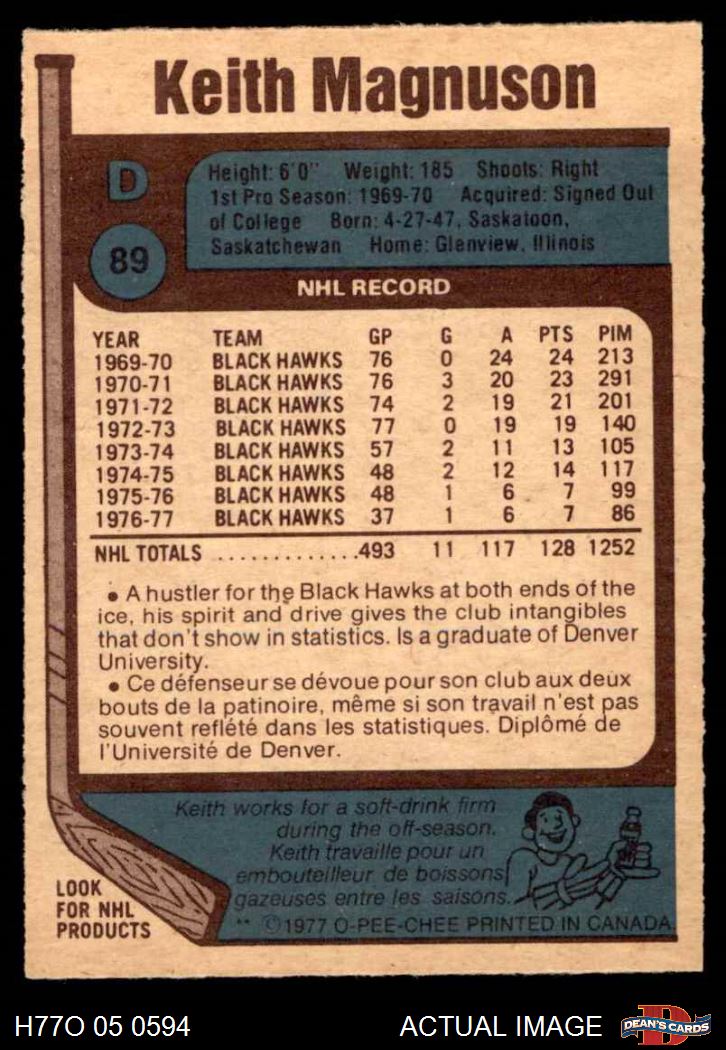 Keith Magnuson
D
89
Height: 6'0" Weight: 185 Shoots: Right
1st Pro Season: 1969-70 Acquired: Signed Out
of College Born: 4-27-47, Saskatoon,
Saskatchewan Home: Glenview, Illinois
NHL RECORD
YEAR TEAM GP G A PTS PIM
1969-70 BLACK HAWKS 76 0 24 24 213
1970-71 BLACK HAWKS 76 3 20 23 291
1971-72 BLACK HAWKS 74 2 19 21 201
1972-73 BLACK HAWKS 77 0 19 19 140
1973-74 BLACK HAWKS 57 2 11 13 105
1974-75 BLACK HAWKS 48 2 12 14 117
1975-76 BLACK HAWKS 48 1 6 7 99
1976-77 BLACK HAWKS 37 1 6 7 86
NHL TOTALS ..............493 11 117 128 1252
• A hustler for the Black Hawks at both ends of the
ice, his spirit and drive gives the club intangibles
that don't show in statistics. Is a graduate of Denver
University.
• Ce défenseur se dévoue pour son club aux deux
bouts de la patinoire, même si son travail n'est pas
souvent reflété dans les statistiques. Diplômé de
l'Université de Denver.
Keith works for a soft-drink firm
during the off-season.
Keith travaille pour un
embouteilleur de boissons
gazeuses entre les saisons.
** ©1977 O-PEE-CHEE PRINTED IN CANADA
LOOK
FOR NHL
PRODUCTS
H77O 05 0594 ACTUAL IMAGE DEAN'S CARDS